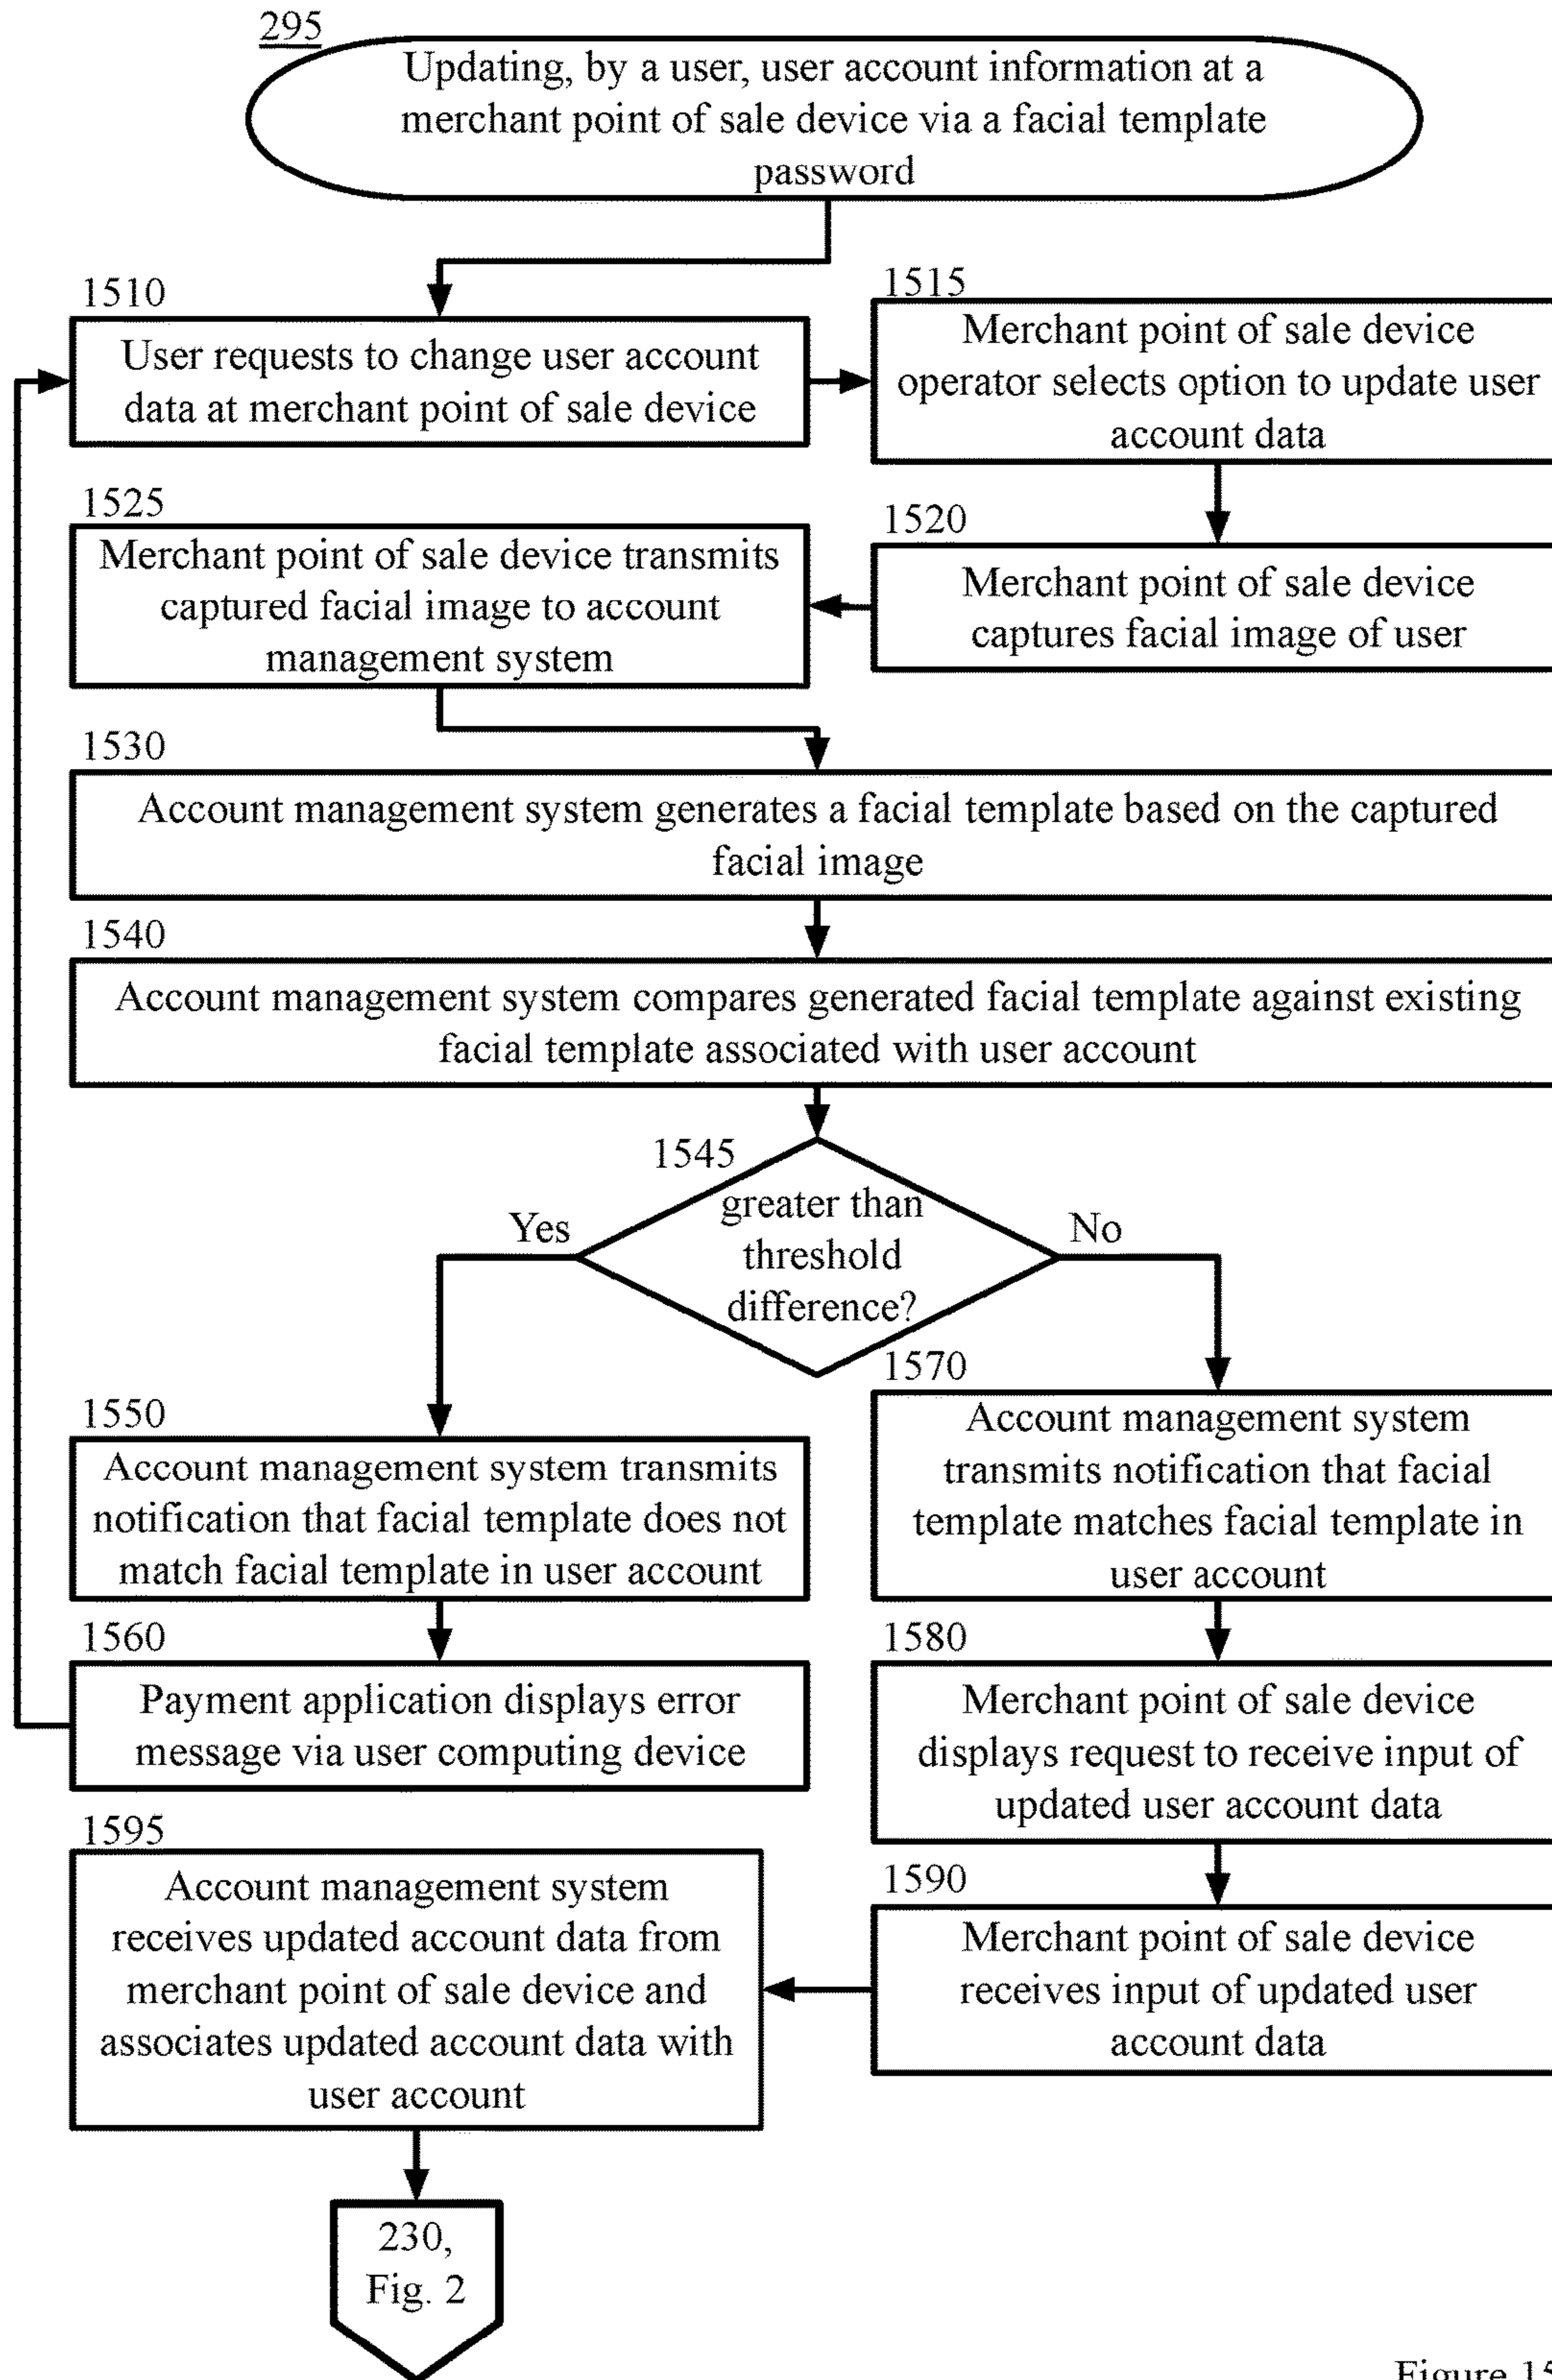 295
Updating, by a user, user account information at a
merchant point of sale device via a facial template
password
1510
User requests to change user account
data at merchant point of sale device
1515
Merchant point of sale device
operator selects option to update user
account data
1520
Merchant point of sale device
captures facial image of user
1525
Merchant point of sale device transmits
captured facial image to account
management system
1530
Account management system generates a facial template based on the captured
facial image
1540
Account management system compares generated facial template against existing
facial template associated with user account
1545
greater than
threshold
difference?
Yes
No
1550
Account management system transmits
notification that facial template does not
match facial template in user account
1560
Payment application displays error
message via user computing device
1570
Account management system
transmits notification that facial
template matches facial template in
user account
1580
Merchant point of sale device
displays request to receive input of
updated user account data
1590
Merchant point of sale device
receives input of updated user
account data
1595
Account management system
receives updated account data from
merchant point of sale device and
associates updated account data with
user account
230,
Fig. 2
Figure 15